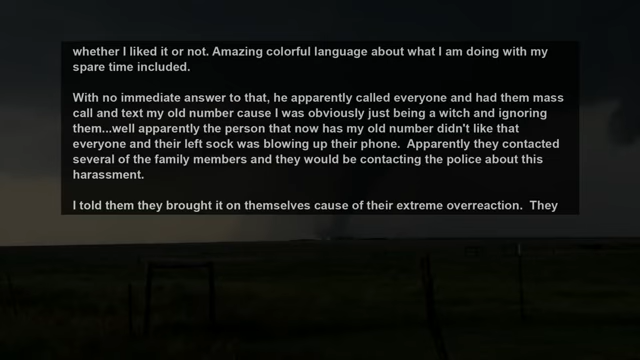 whether I liked it or not. Amazing colorful language about what I am doing with my
spare time included.
With no immediate answer to that, he apparently called everyone and had them mass
call and text my old number cause I was obviously just being a witch and ignoring
them...well apparently the person that now has my old number didn't like that
everyone and their left sock was blowing up their phone.  Apparently they contacted
several of the family members and they would be contacting the police about this
harassment.
I told them they brought it on themselves cause of their extreme overreaction.  They